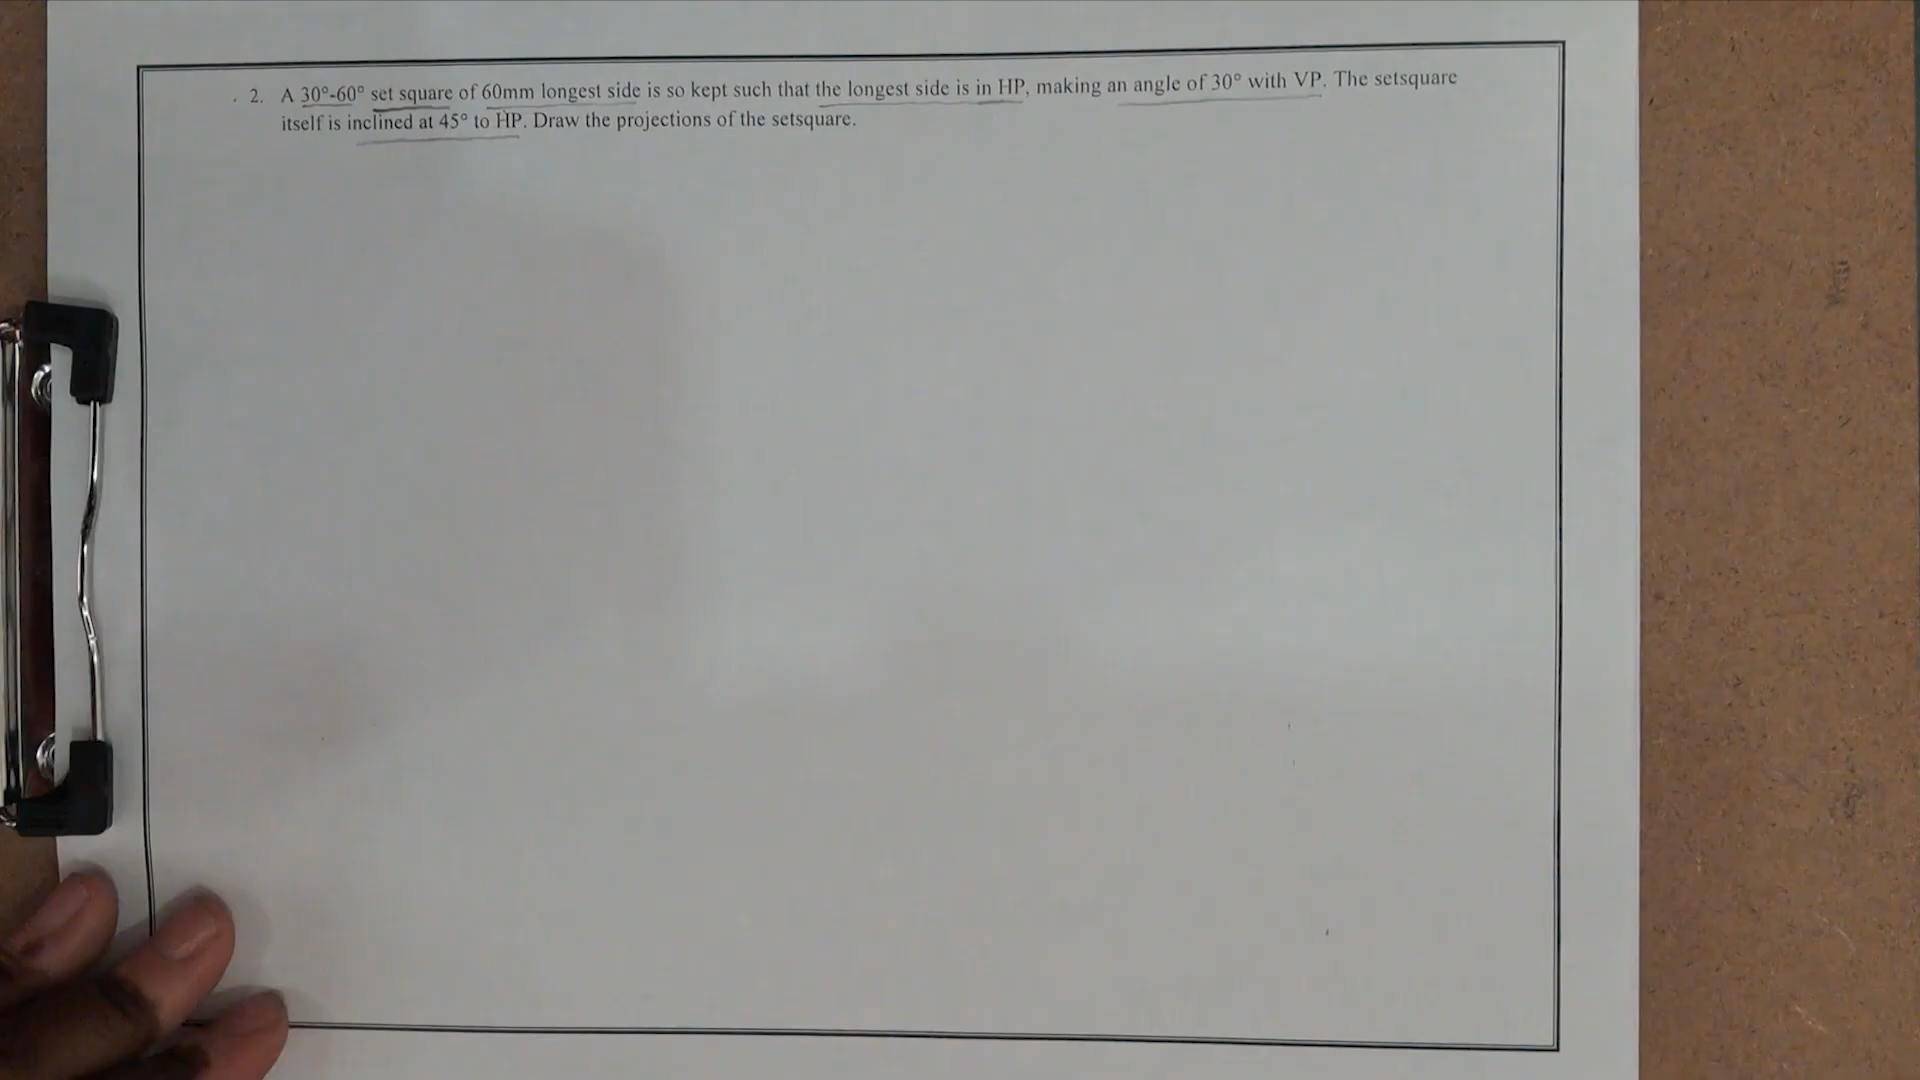 2. A 30°-60° set square of 60mm longest side is so kept such that the longest side is in HP, making an angle of 30° with VP. The setsquare
itself is inclined at 45° to HP. Draw the projections of the setsquare.